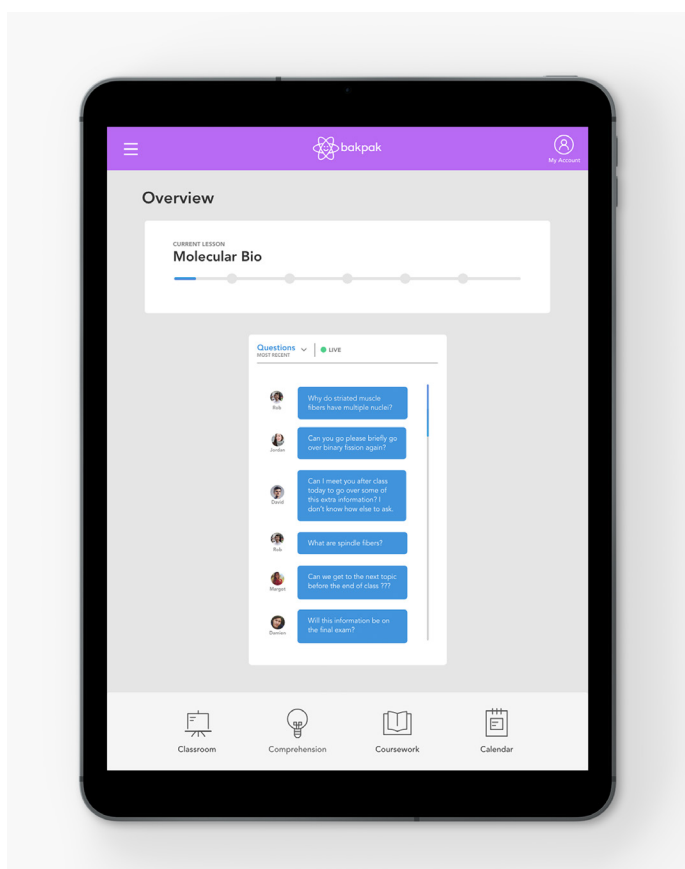 bakpak
My Account
Overview
CURRENT LESSON
Molecular Bio
Questions
MOST RECENT
LIVE
Why do striated muscle
fibers have multiple nuclei?
Rob
Can you go please briefly go
over binary fission again?
Jordan
Can I meet you after class
today to go over some of
this extra information? I
don't know how else to ask.
David
What are spindle fibers?
Rob
Can we get to the next topic
before the end of class ???
Margot
Will this information be on
the final exam?
Damien
Classroom
Comprehension
Coursework
Calendar